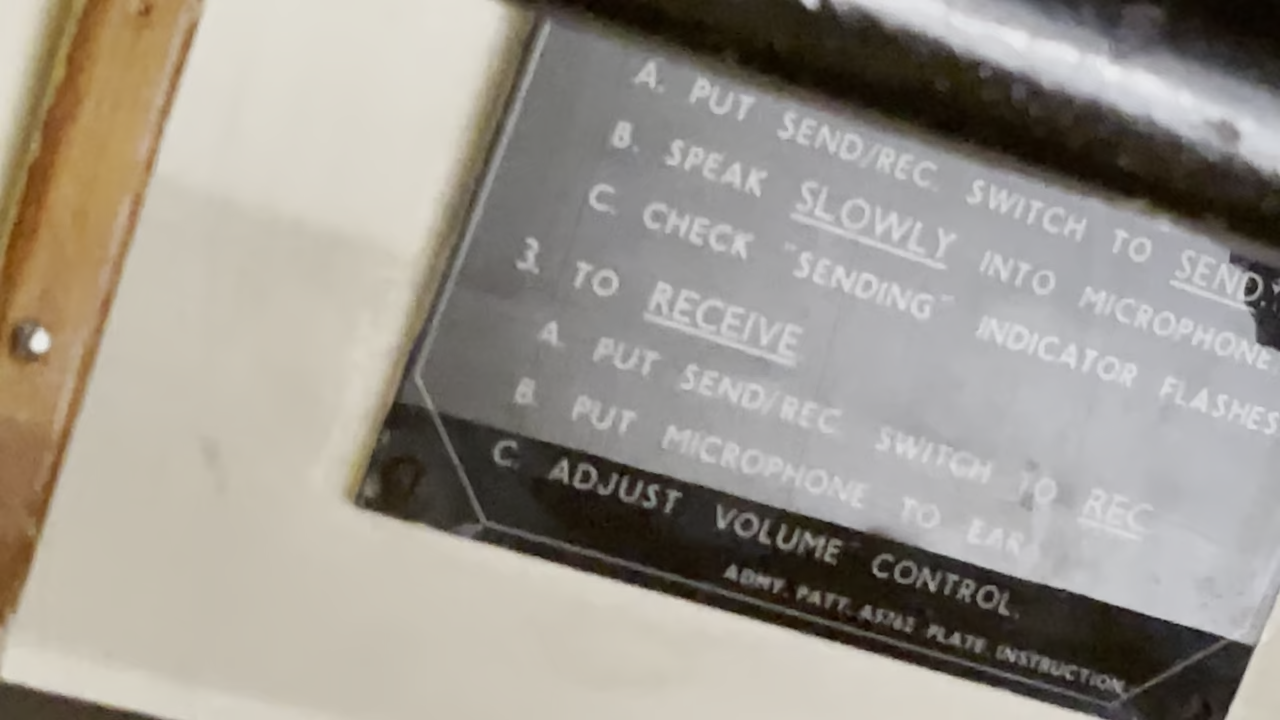 A. PUT SEND/REC. SWITCH TO SEND.
B. SPEAK SLOWLY INTO MICROPHONE.
C. CHECK "SENDING" INDICATOR FLASHES
3. TO RECEIVE
A. PUT SEND/REC SWITCH TO REC
B. PUT MICROPHONE TO EAR
C. ADJUST VOLUME CONTROL.
ADMY. PATT. A5762 PLATE. INSTRUCTION.